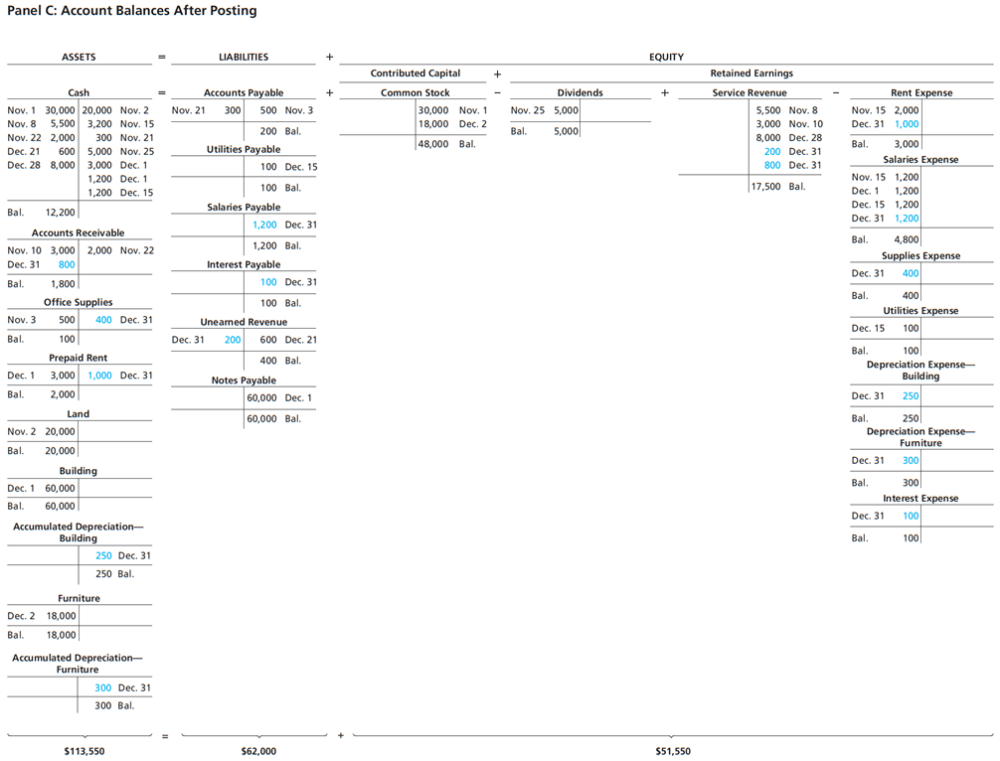 Panel C: Account Balances After Posting
ASSETS = LIABILITIES + EQUITY
Contributed Capital + Retained Earnings
Cash = Accounts Payable + Common Stock – Dividends + Service Revenue – Rent Expense
Nov. 1 30,000 20,000 Nov. 2
Nov. 8 5,500 3,200 Nov. 15
Nov. 22 2,000 300 Nov. 21
Dec. 21 600 5,000 Nov. 25
Dec. 28 8,000 3,000 Dec. 1
1,200 Dec. 1
1,200 Dec. 15
Bal. 12,200
Accounts Receivable
Nov. 10 3,000 2,000 Nov. 22
Dec. 31 800
Bal. 1,800
Office Supplies
Nov. 3 500 400 Dec. 31
Bal. 100
Prepaid Rent
Dec. 1 3,000 1,000 Dec. 31
Bal. 2,000
Land
Nov. 2 20,000
Bal. 20,000
Building
Dec. 1 60,000
Bal. 60,000
Accumulated Depreciation—
Building
250 Dec. 31
250 Bal.
Furniture
Dec. 2 18,000
Bal. 18,000
Accumulated Depreciation—
Furniture
300 Dec. 31
300 Bal.
Nov. 21 300 500 Nov. 3
200 Bal.
Utilities Payable
100 Dec. 15
100 Bal.
Salaries Payable
1,200 Dec. 31
1,200 Bal.
Interest Payable
100 Dec. 31
100 Bal.
Unearned Revenue
Dec. 31 200 600 Dec. 21
400 Bal.
Notes Payable
60,000 Dec. 1
60,000 Bal.
30,000 Nov. 1
18,000 Dec. 2
48,000 Bal.
Nov. 25 5,000
Bal. 5,000
5,500 Nov. 8
3,000 Nov. 10
8,000 Dec. 28
200 Dec. 31
800 Dec. 31
17,500 Bal.
Nov. 15 2,000
Dec. 31 1,000
Bal. 3,000
Salaries Expense
Nov. 15 1,200
Dec. 1 1,200
Dec. 15 1,200
Dec. 31 1,200
Bal. 4,800
Supplies Expense
Dec. 31 400
Bal. 400
Utilities Expense
Dec. 15 100
Bal. 100
Depreciation Expense—
Building
Dec. 31 250
Bal. 250
Depreciation Expense—
Furniture
Dec. 31 300
Bal. 300
Interest Expense
Dec. 31 100
Bal. 100
= +
$113,550 $62,000 $51,550